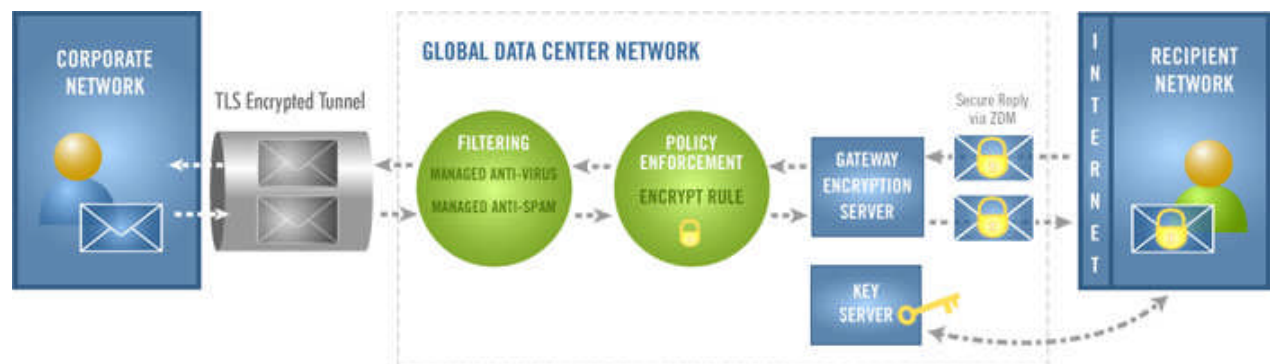 CORPORATE
NETWORK
TLS Encrypted Tunnel
GLOBAL DATA CENTER NETWORK
FILTERING
MANAGED ANTI-VIRUS
MANAGED ANTI-SPAM
POLICY
ENFORCEMENT
ENCRYPT RULE
GATEWAY
ENCRYPTION
SERVER
Secure Reply
via ZDM
KEY
SERVER
INTERNET
RECIPIENT
NETWORK